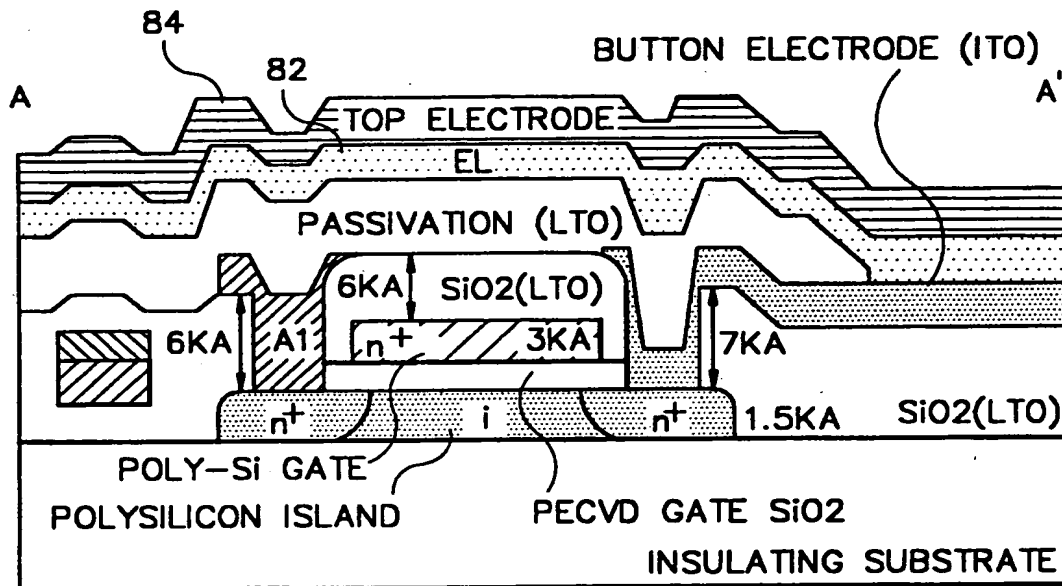 84
BUTTON ELECTRODE (ITO)
82
A
A'
TOP ELECTRODE
EL
PASSIVATION (LTO)
6KA
SiO2(LTO)
6KA
A1
n+
3KA
7KA
n+
i
n+
1.5KA
SiO2(LTO)
POLY-Si GATE
POLYSILICON ISLAND
PECVD GATE SiO2
INSULATING SUBSTRATE